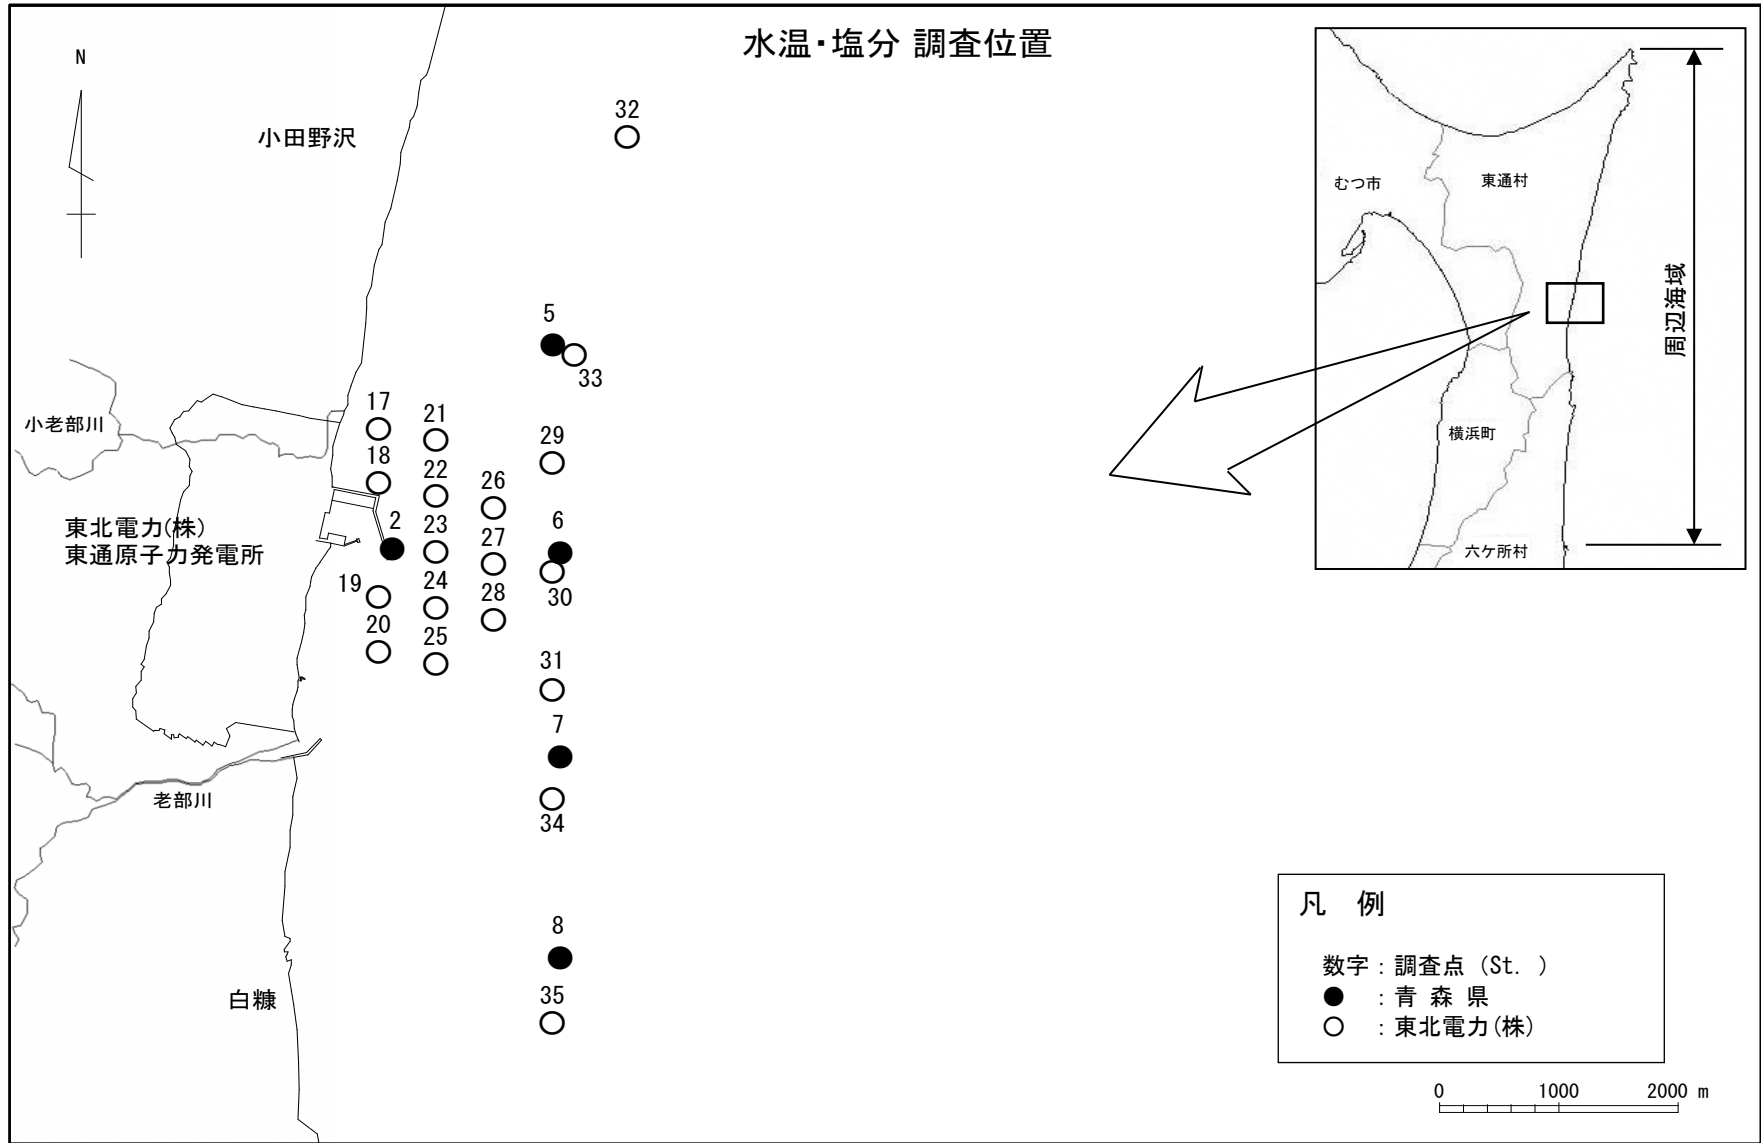 水温・塩分 調査位置
N
小田野沢
32
5
33
小老部川
17
21
18
22
29
26
東北電力(株)
東通原子力発電所
2
23
6
27
19
24
30
28
20
25
31
7
老部川
34
8
白糠
35
むつ市
東通村
周辺海域
横浜町
六ケ所村
凡 例
数字 : 調査点 (St. )
● : 青 森 県
○ : 東北電力(株)
0 1000 2000 m